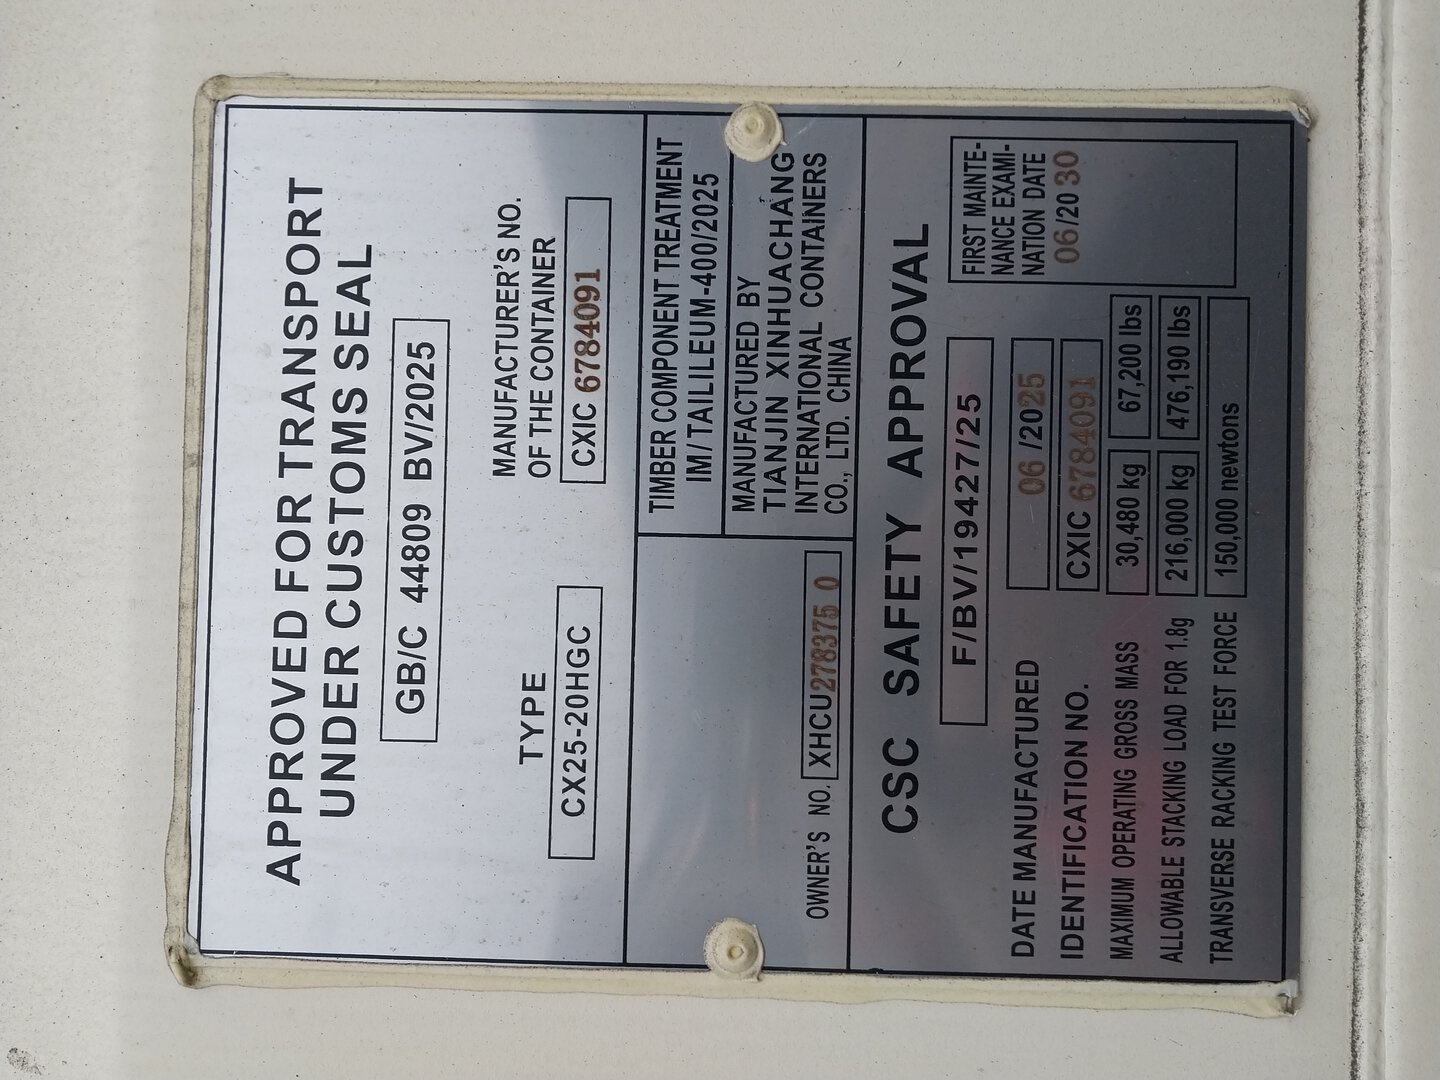 APPROVED FOR TRANSPORT
UNDER CUSTOMS SEAL
GB/C 44809 BV/2025
TYPE
CX25-20HGC
MANUFACTURER'S NO.
OF THE CONTAINER
CXIC 6784091
TIMBER COMPONENT TREATMENT
IM/TAILILEUM-400/2025
MANUFACTURED BY
TIANJIN XINHUACHANG
INTERNATIONAL CONTAINERS
CO., LTD. CHINA
OWNER'S NO. XHCU 278375 0
CSC SAFETY APPROVAL
F/BV/19427/25
DATE MANUFACTURED 06/2025
IDENTIFICATION NO. CXIC 6784091
MAXIMUM OPERATING GROSS MASS 30,480 kg 67,200 lbs
ALLOWABLE STACKING LOAD FOR 1.8g 216,000 kg 476,190 lbs
TRANSVERSE RACKING TEST FORCE 150,000 newtons
FIRST MAINTE-
NANCE EXAMI-
NATION DATE
06/2030